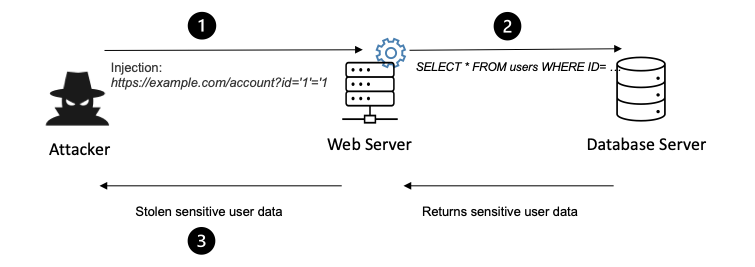 1
2
Injection:
https://example.com/account?id='1'='1
SELECT * FROM users WHERE ID= ...
Attacker
Web Server
Database Server
Stolen sensitive user data
Returns sensitive user data
3